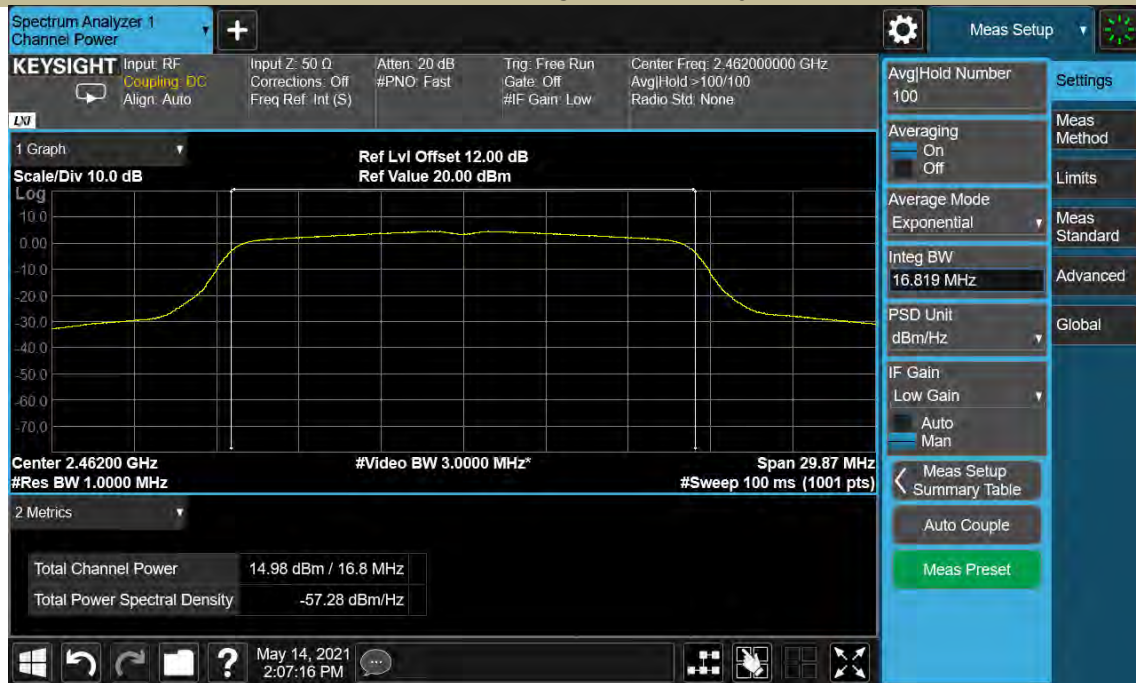 Spectrum Analyzer 1
Channel Power
+
Meas Setup
KEYSIGHT
Input: RF
Coupling: DC
Align: Auto
Input Z: 50 Ω
Corrections: Off
Freq Ref: Int (S)
Atten: 20 dB
#PNO: Fast
Trig: Free Run
Gate: Off
#IF Gain: Low
Center Freq: 2.462000000 GHz
Avg|Hold >100/100
Radio Std: None
LXI
1 Graph
Scale/Div 10.0 dB
Ref Lvl Offset 12.00 dB
Ref Value 20.00 dBm
Log
10.0
0.00
-10.0
-20.0
-30.0
-40.0
-50.0
-60.0
-70.0
Center 2.46200 GHz
#Video BW 3.0000 MHz*
Span 29.87 MHz
#Res BW 1.0000 MHz
#Sweep 100 ms (1001 pts)
2 Metrics
Total Channel Power 14.98 dBm / 16.8 MHz
Total Power Spectral Density -57.28 dBm/Hz
?
May 14, 2021
2:07:16 PM
Avg|Hold Number
100
Averaging
On
Off
Average Mode
Exponential
Integ BW
16.819 MHz
PSD Unit
dBm/Hz
IF Gain
Low Gain
Auto
Man
Meas Setup
Summary Table
Auto Couple
Meas Preset
Settings
Meas
Method
Limits
Meas
Standard
Advanced
Global